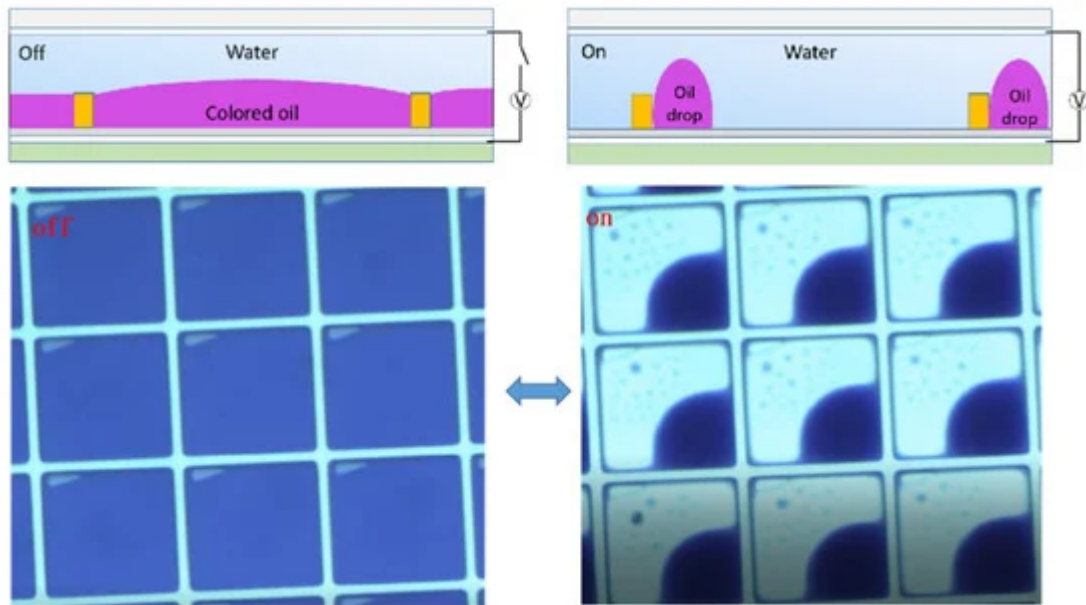 Off
Water
Colored oil
V
On
Water
Oil
drop
Oil
drop
V
off
on